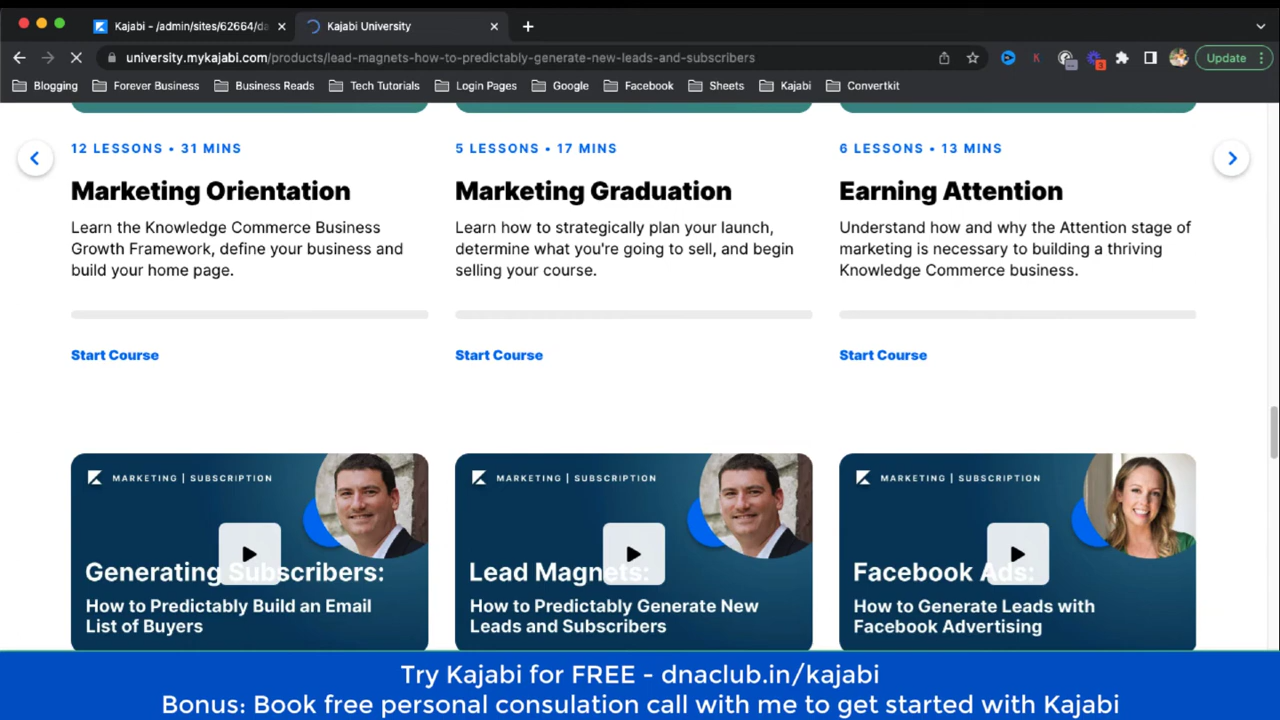 Kajabi - /admin/sites/62664/da
Kajabi University
university.mykajabi.com/products/lead-magnets-how-to-predictably-generate-new-leads-and-subscribers
K
3
Update
Blogging
Forever Business
Business Reads
Tech Tutorials
Login Pages
Google
Facebook
Sheets
Kajabi
Convertkit
12 LESSONS • 31 MINS
Marketing Orientation
Learn the Knowledge Commerce Business
Growth Framework, define your business and
build your home page.
Start Course
5 LESSONS • 17 MINS
Marketing Graduation
Learn how to strategically plan your launch,
determine what you're going to sell, and begin
selling your course.
Start Course
6 LESSONS • 13 MINS
Earning Attention
Understand how and why the Attention stage of
marketing is necessary to building a thriving
Knowledge Commerce business.
Start Course
MARKETING | SUBSCRIPTION
Generating Subscribers:
How to Predictably Build an Email
List of Buyers
MARKETING | SUBSCRIPTION
Lead Magnets:
How to Predictably Generate New
Leads and Subscribers
MARKETING | SUBSCRIPTION
Facebook Ads:
How to Generate Leads with
Facebook Advertising
Try Kajabi for FREE - dnaclub.in/kajabi
Bonus: Book free personal consulation call with me to get started with Kajabi